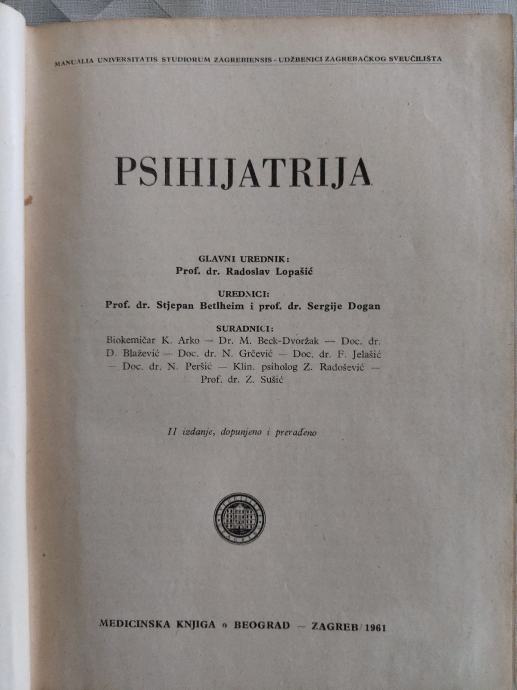 MANUALIA UNIVERSITATIS STUDIORUM ZAGREBIENSIS - UDŽBENICI ZAGREBAČKOG SVEUČILIŠTA
PSIHIJATRIJA
GLAVNI UREDNIK:
Prof. dr. Radoslav Lopašić
UREDNICI:
Prof. dr. Stjepan Betlheim i prof. dr. Sergije Dogan
SURADNICI:
Biokemičar K. Arko — Dr. M. Beck-Dvoržak — Doc. dr.
D. Blažević — Doc. dr. N. Grčević — Doc. dr. F. Jelašić
— Doc. dr. N. Peršić — Klin. psiholog Z. Radošević —
Prof. dr. Z. Sušić
II izdanje, dopunjeno i prerađeno
MEDICINSKA KNJIGA • BEOGRAD — ZAGREB/1961